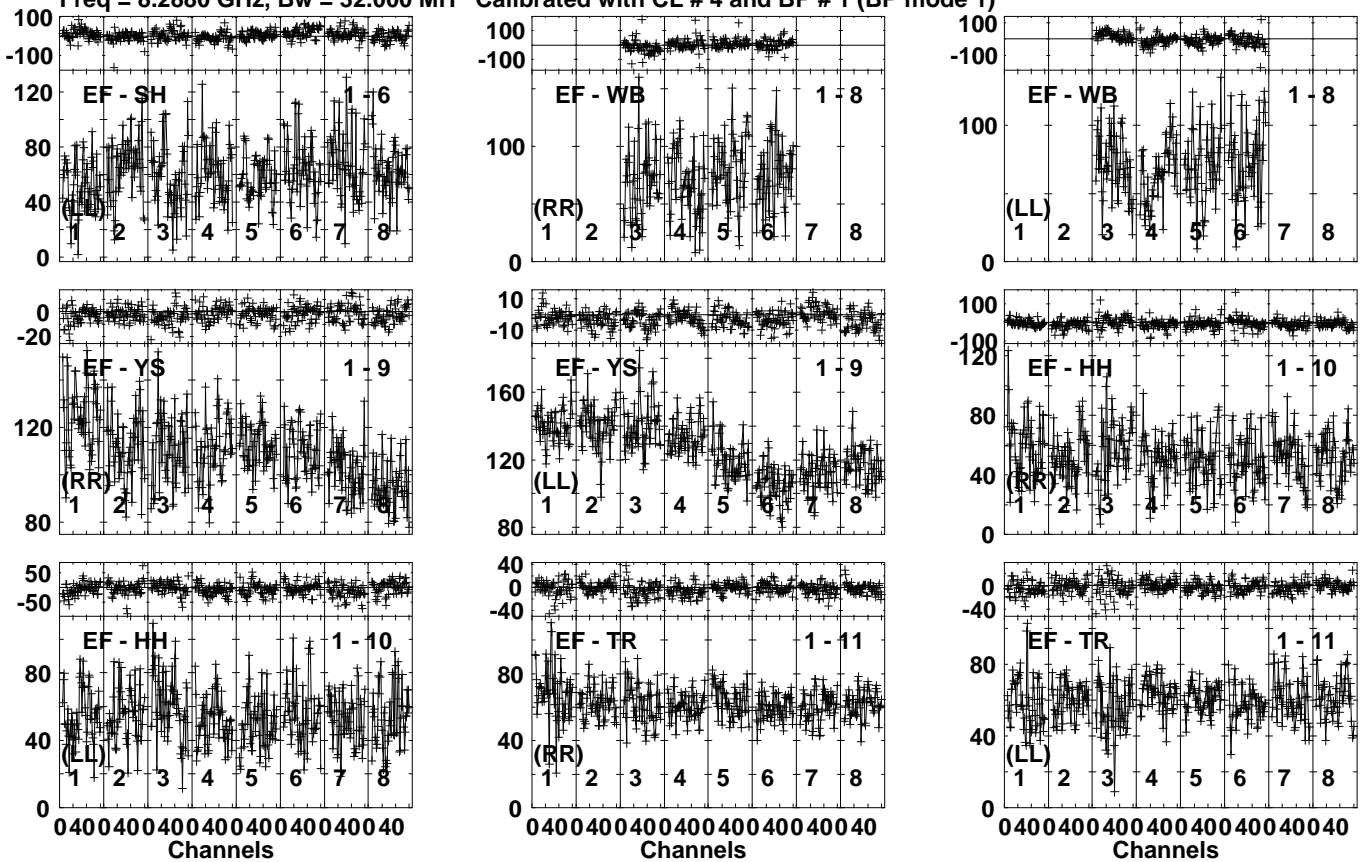 Freq = 8.2880 GHz, Bw = 32.000 MH Calibrated with CL # 4 and BP # 1 (BP mode 1)
100
-100
120
80
40
0
EF - SH 1 - 6
(LL)
1 2 3 4 5 6 7 8
100
-100
100
0
EF - WB 1 - 8
(RR)
1 2 3 4 5 6 7 8
100
-100
100
0
EF - WB 1 - 8
(LL)
1 2 3 4 5 6 7 8
0
-20
120
80
EF - YS 1 - 9
(RR)
1 2 3 4 5 6 7 8
10
-10
160
120
80
EF - YS 1 - 9
(LL)
1 2 3 4 5 6 7 8
100
-100
120
80
40
0
EF - HH 1 - 10
(RR)
1 2 3 4 5 6 7 8
50
-50
80
40
0
EF - HH 1 - 10
(LL)
1 2 3 4 5 6 7 8
0 40 0 40 0 40 0 40 0 40 0 40 0 40 0 40
Channels
40
0
-40
80
40
0
EF - TR 1 - 11
(RR)
1 2 3 4 5 6 7 8
0 40 0 40 0 40 0 40 0 40 0 40 0 40 0 40
Channels
0
-40
80
40
0
EF - TR 1 - 11
(LL)
1 2 3 4 5 6 7 8
0 40 0 40 0 40 0 40 0 40 0 40 0 40 0 40
Channels